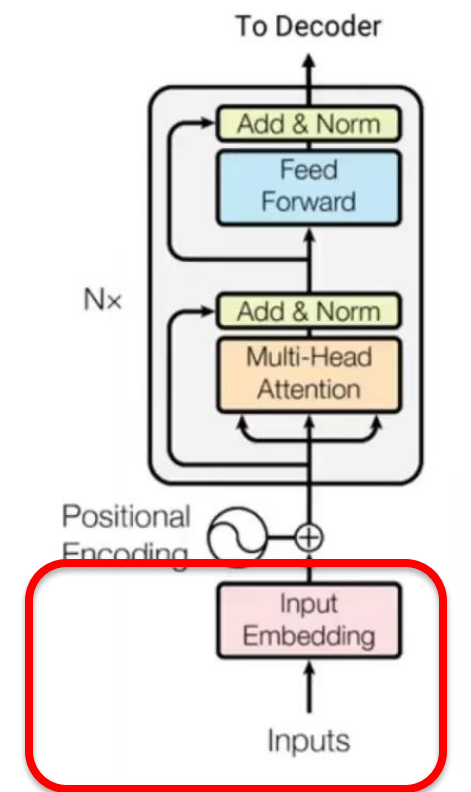 To Decoder
Add & Norm
Feed
Forward
Nx
Add & Norm
Multi-Head
Attention
Positional
Encoding
Input
Embedding
Inputs